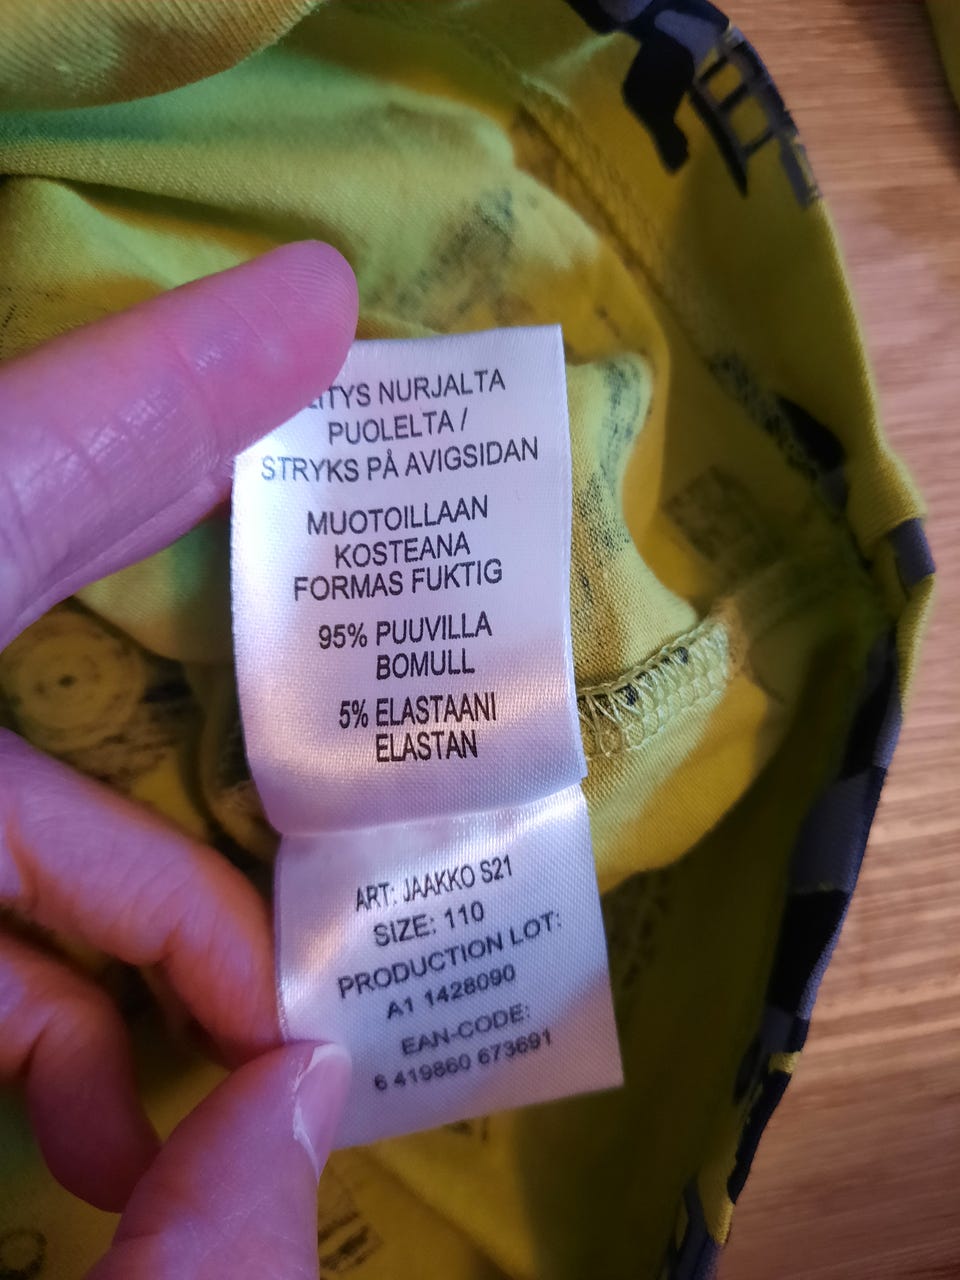 NURJALTA
PUOLELTA /
STRYKS PÅ AVIGSIDAN
MUOTOILLAAN
KOSTEANA
FORMAS FUKTIG
95% PUUVILLA
BOMULL
5% ELASTAANI
ELASTAN
ART: JAAKKO S21
SIZE: 110
PRODUCTION LOT:
A1 1428090
EAN-CODE:
6 419860 673691